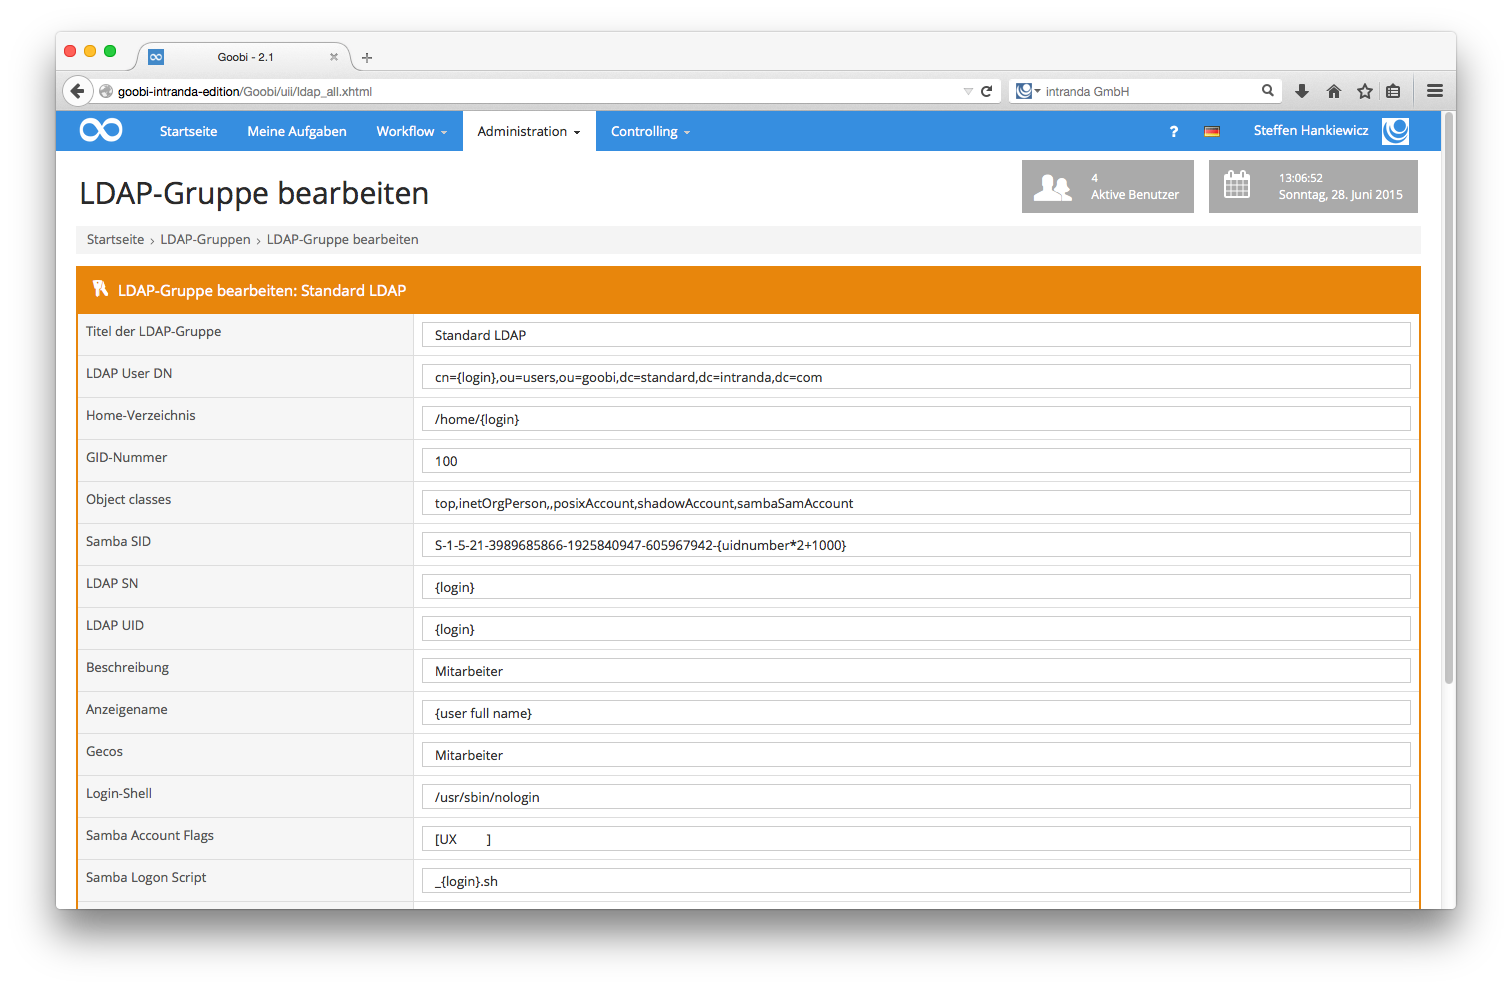 Goobi - 2.1
goobi-intranda-edition/Goobi/uii/ldap_all.xhtml
intranda GmbH
Startseite Meine Aufgaben Workflow Administration Controlling ? Steffen Hankiewicz
LDAP-Gruppe bearbeiten
4
Aktive Benutzer
13:06:52
Sonntag, 28. Juni 2015
Startseite › LDAP-Gruppen › LDAP-Gruppe bearbeiten
LDAP-Gruppe bearbeiten: Standard LDAP
Titel der LDAP-Gruppe Standard LDAP
LDAP User DN cn={login},ou=users,ou=goobi,dc=standard,dc=intranda,dc=com
Home-Verzeichnis /home/{login}
GID-Nummer 100
Object classes top,inetOrgPerson,,posixAccount,shadowAccount,sambaSamAccount
Samba SID S-1-5-21-3989685866-1925840947-605967942-{uidnumber*2+1000}
LDAP SN {login}
LDAP UID {login}
Beschreibung Mitarbeiter
Anzeigename {user full name}
Gecos Mitarbeiter
Login-Shell /usr/sbin/nologin
Samba Account Flags [UX         ]
Samba Logon Script _{login}.sh